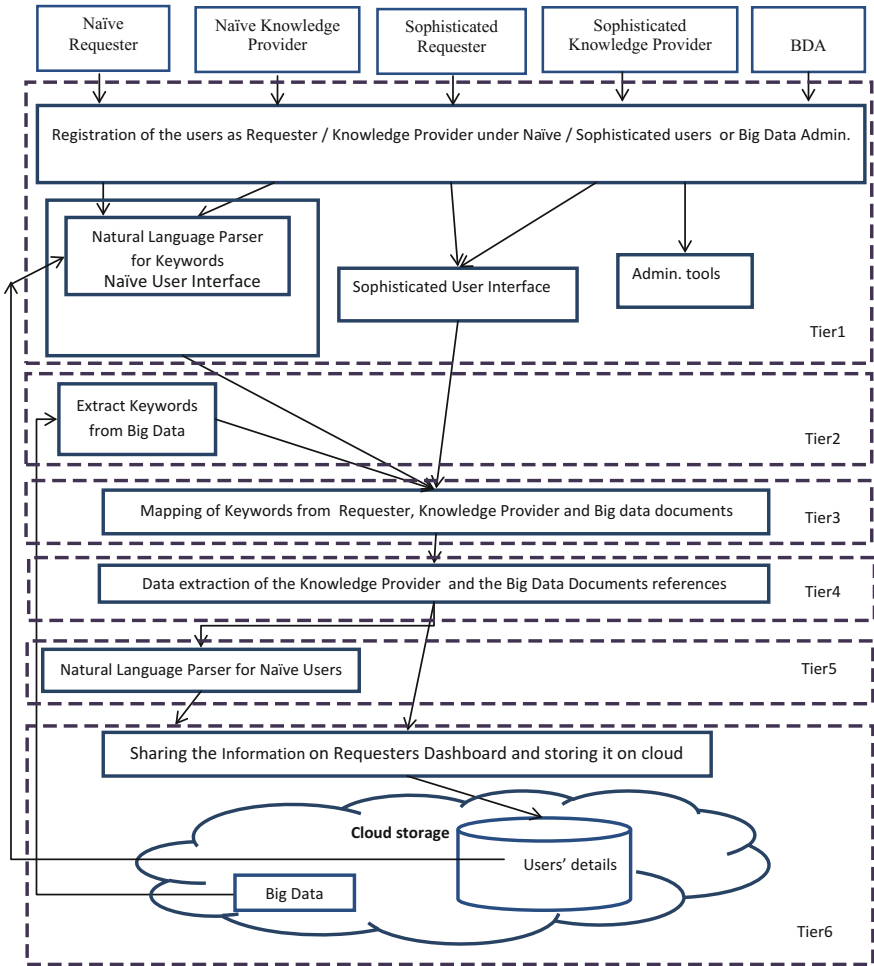 Naïve
Requester
Naïve Knowledge
Provider
Sophisticated
Requester
Sophisticated
Knowledge Provider
BDA
Registration of the users as Requester / Knowledge Provider under Naïve / Sophisticated users or Big Data Admin.
Natural Language Parser
for Keywords
Naïve User Interface
Sophisticated User Interface
Admin. tools
Tier1
Extract Keywords
from Big Data
Tier2
Mapping of Keywords from Requester, Knowledge Provider and Big data documents
Tier3
Data extraction of the Knowledge Provider and the Big Data Documents references
Tier4
Natural Language Parser for Naïve Users
Tier5
Sharing the Information on Requesters Dashboard and storing it on cloud
Cloud storage
Users' details
Big Data
Tier6